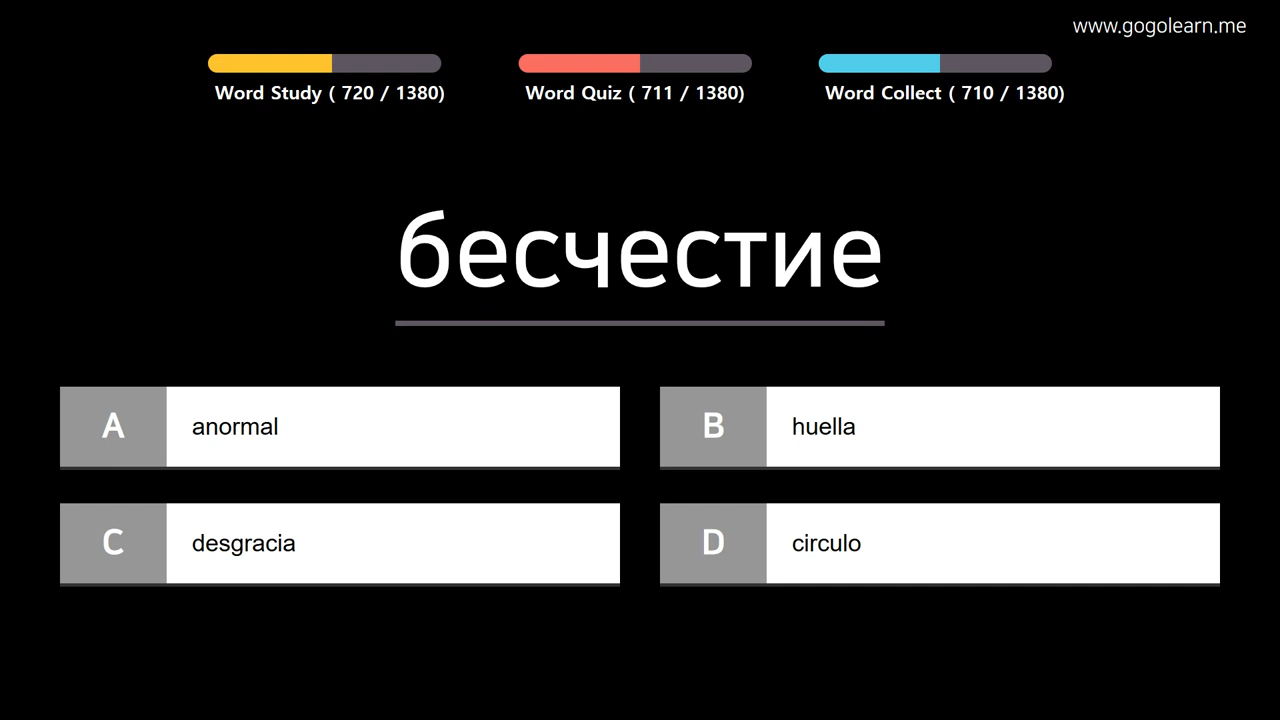 www.gogolearn.me
Word Study ( 720 / 1380)
Word Quiz ( 711 / 1380)
Word Collect ( 710 / 1380)
бесчестие
A anormal
B huella
C desgracia
D circulo